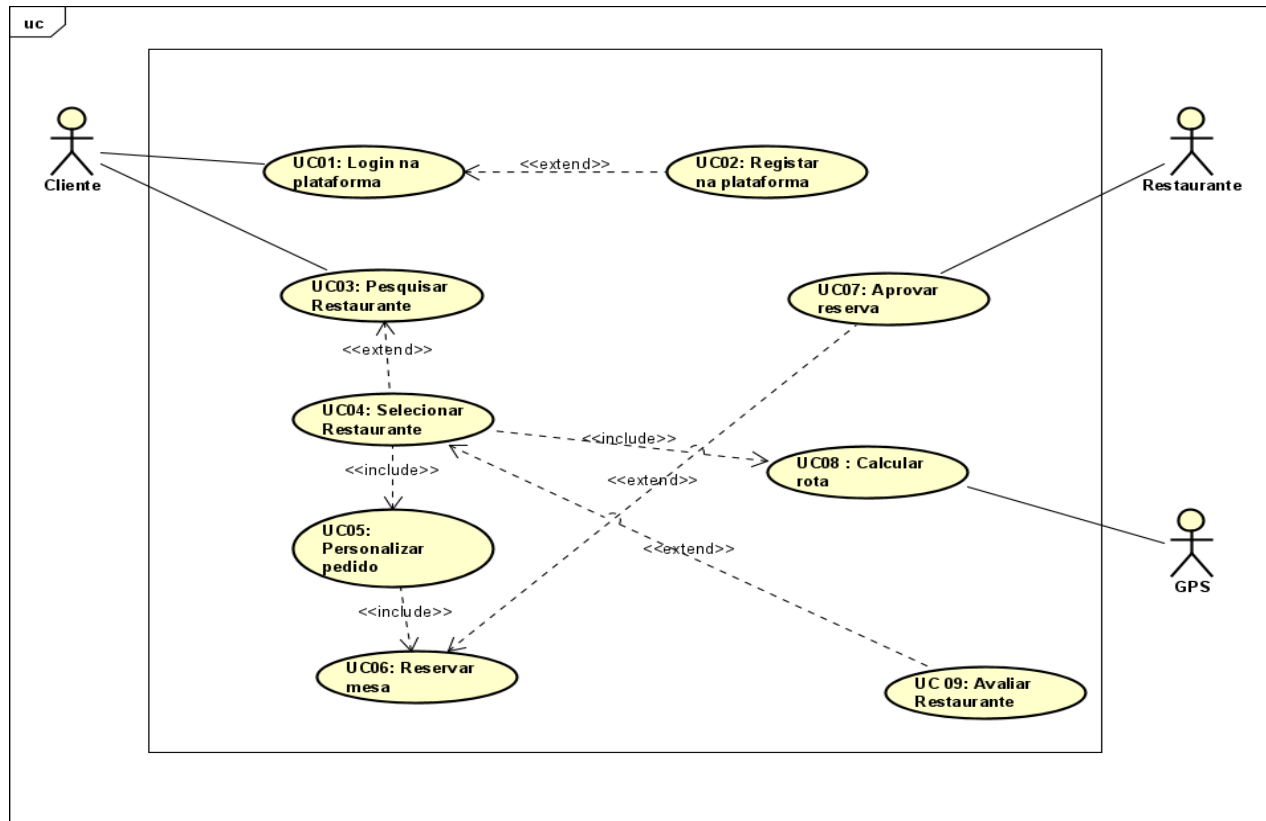 uc
Cliente
Restaurante
UC01: Login na
plataforma
<<extend>>
UC02: Registar
na plataforma
UC03: Pesquisar
Restaurante
UC07: Aprovar
reserva
<<extend>>
UC04: Selecionar
Restaurante
<<include>>
UC08 : Calcular
rota
<<include>>
<<extend>>
UC05:
Personalizar
pedido
<<extend>>
GPS
<<include>>
UC06: Reservar
mesa
UC 09: Avaliar
Restaurante